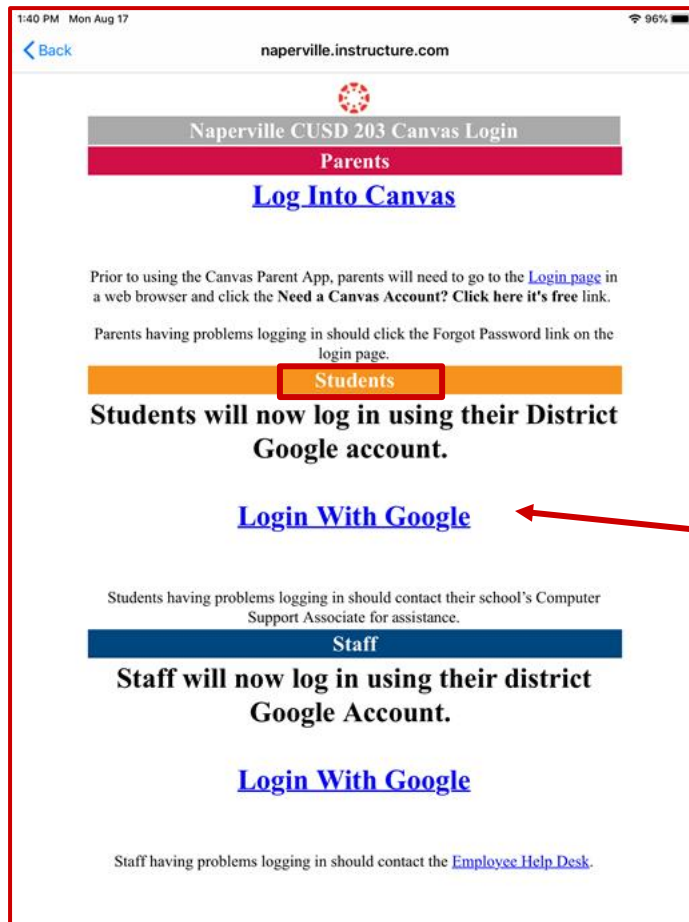 1:40 PM Mon Aug 17
96%
Back
naperville.instructure.com
Naperville CUSD 203 Canvas Login
Parents
Log Into Canvas
Prior to using the Canvas Parent App, parents will need to go to the Login page in
a web browser and click the Need a Canvas Account? Click here it's free link.
Parents having problems logging in should click the Forgot Password link on the
login page.
Students
Students will now log in using their District
Google account.
Login With Google
Students having problems logging in should contact their school's Computer
Support Associate for assistance.
Staff
Staff will now log in using their district
Google Account.
Login With Google
Staff having problems logging in should contact the Employee Help Desk.